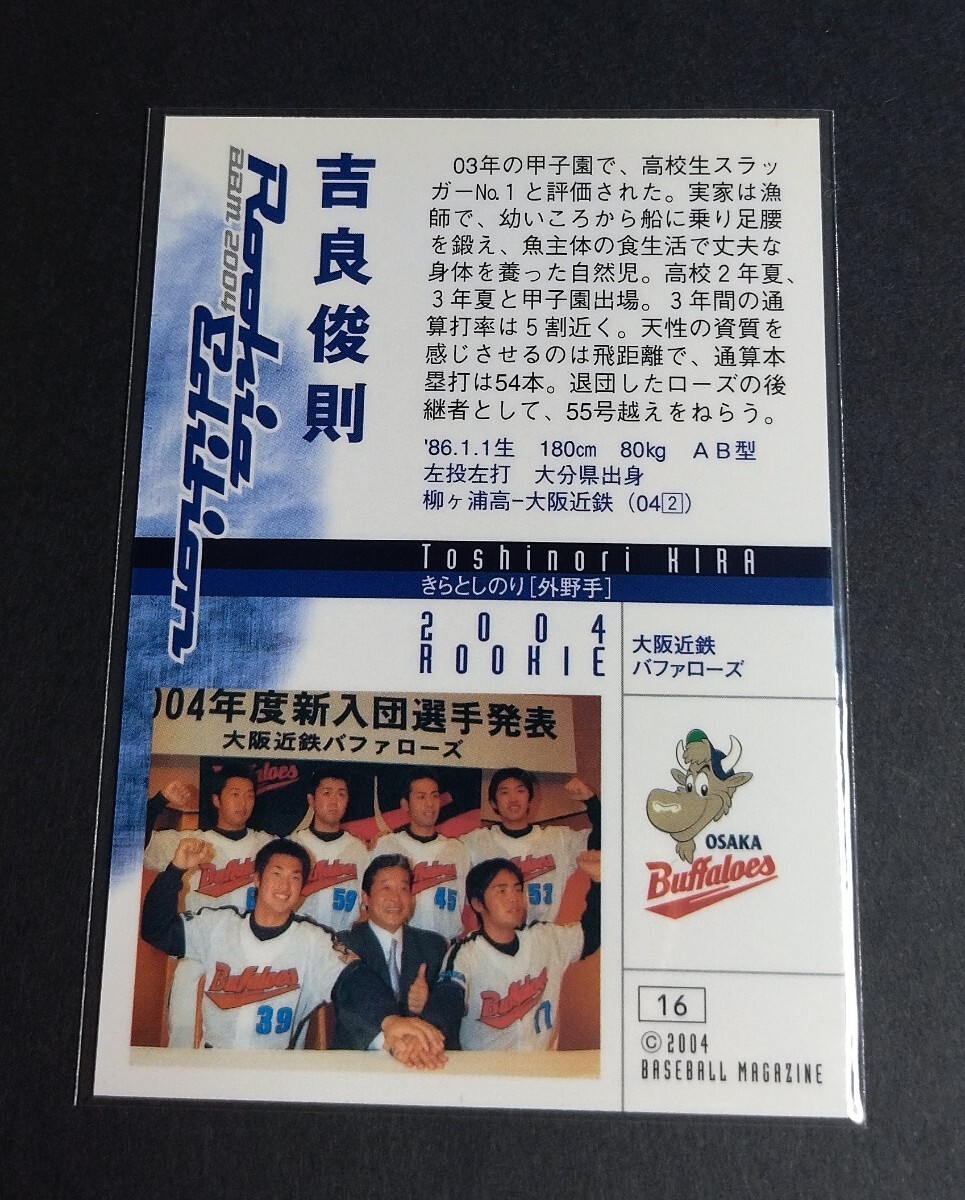 Rookie
Edition
BBM 2004
吉良俊則
03年の甲子園で、高校生スラッ
ガーNo.1と評価された。実家は漁
師で、幼いころから船に乗り足腰
を鍛え、魚主体の食生活で丈夫な
身体を養った自然児。高校2年夏、
3年夏と甲子園出場。3年間の通
算打率は5割近く。天性の資質を
感じさせるのは飛距離で、通算本
塁打は54本。退団したローズの後
継者として、55号越えをねらう。
'86.1.1生 180cm 80kg AB型
左投左打 大分県出身
柳ヶ浦高−大阪近鉄（04[2]）
Toshinori KIRA
きらとしのり[外野手]
2004
ROOKIE
大阪近鉄
バファローズ
004年度新入団選手発表
大阪近鉄バファローズ
Buffaloes
59
45
53
Buffaloes
39
Buffaloes
17
OSAKA
Buffaloes
16
©2004
BASEBALL MAGAZINE